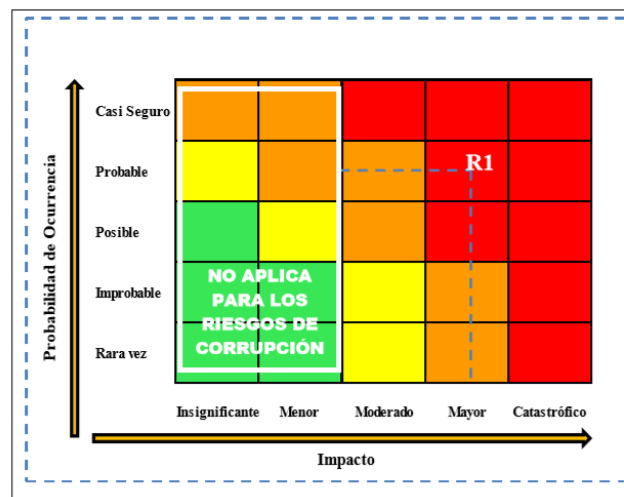 Probabilidad de Ocurrencia
Casi Seguro
Probable
Posible
Improbable
Rara vez
R1
NO APLICA
PARA LOS
RIESGOS DE
CORRUPCIÓN
Insignificante
Menor
Moderado
Mayor
Catastrófico
Impacto